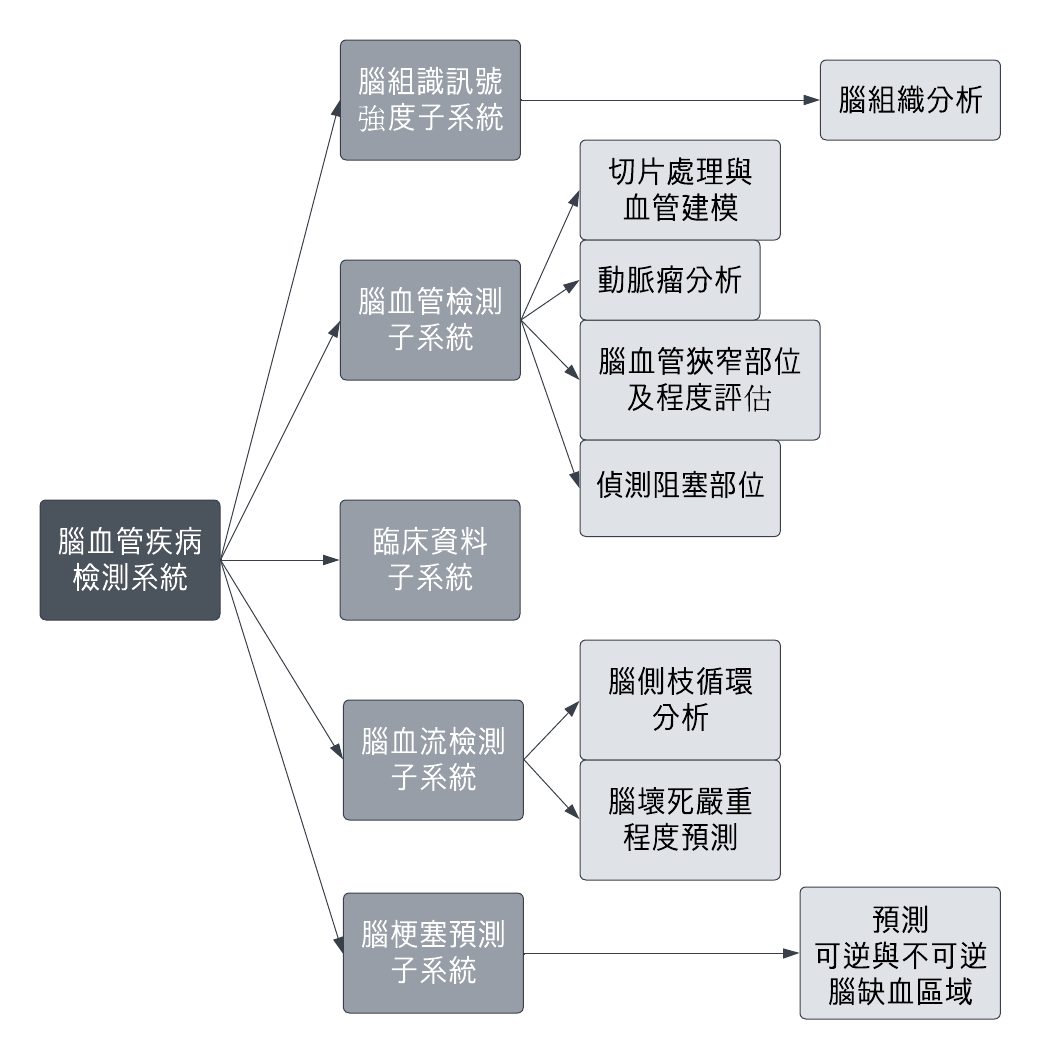 腦組識訊號
強度子系統
腦組織分析
切片處理與
血管建模
動脈瘤分析
腦血管檢測
子系統
腦血管狹窄部位
及程度評估
偵測阻塞部位
腦血管疾病
檢測系統
臨床資料
子系統
腦側枝循環
分析
腦血流檢測
子系統
腦壞死嚴重
程度預測
腦梗塞預測
子系統
預測
可逆與不可逆
腦缺血區域